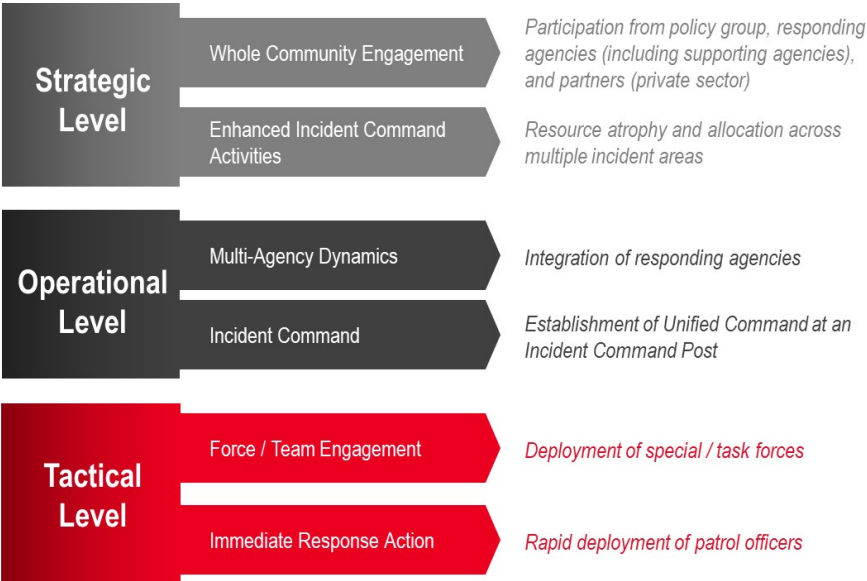 Strategic
Level
Whole Community Engagement
Participation from policy group, responding
agencies (including supporting agencies),
and partners (private sector)
Enhanced Incident Command
Activities
Resource atrophy and allocation across
multiple incident areas
Operational
Level
Multi-Agency Dynamics
Integration of responding agencies
Incident Command
Establishment of Unified Command at an
Incident Command Post
Tactical
Level
Force / Team Engagement
Deployment of special / task forces
Immediate Response Action
Rapid deployment of patrol officers